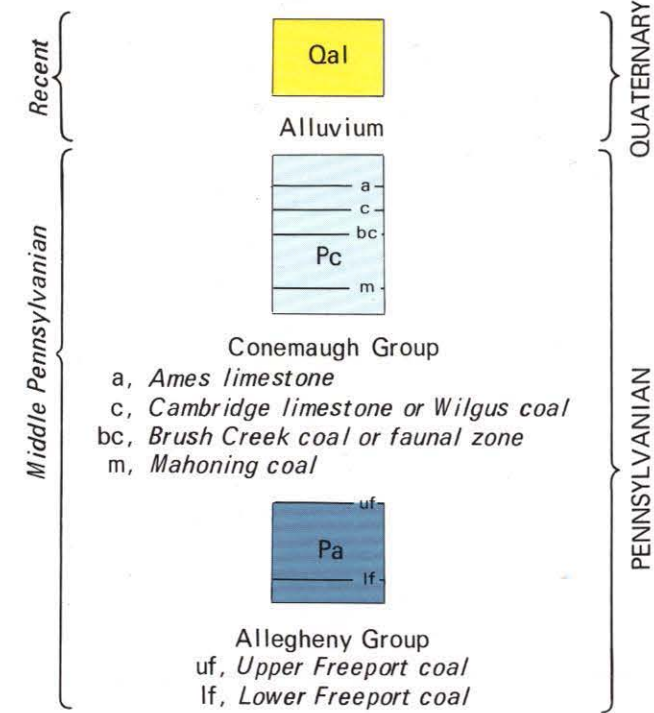 Recent
Qal
QUATERNARY
Alluvium
Middle Pennsylvanian
a
c
bc
Pc
m
PENNSYLVANIAN
Conemaugh Group
a, Ames limestone
c, Cambridge limestone or Wilgus coal
bc, Brush Creek coal or faunal zone
m, Mahoning coal
uf
Pa
lf
Allegheny Group
uf, Upper Freeport coal
lf, Lower Freeport coal